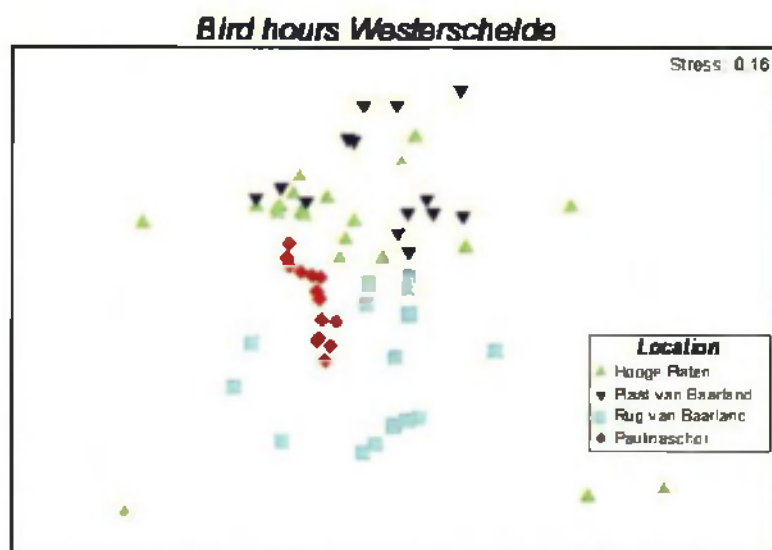 Bird hours Westerschelde
Stress: 0.16
Location
Hooge Platen
Plaat van Baarland
Rug van Baarland
Paulinaschor